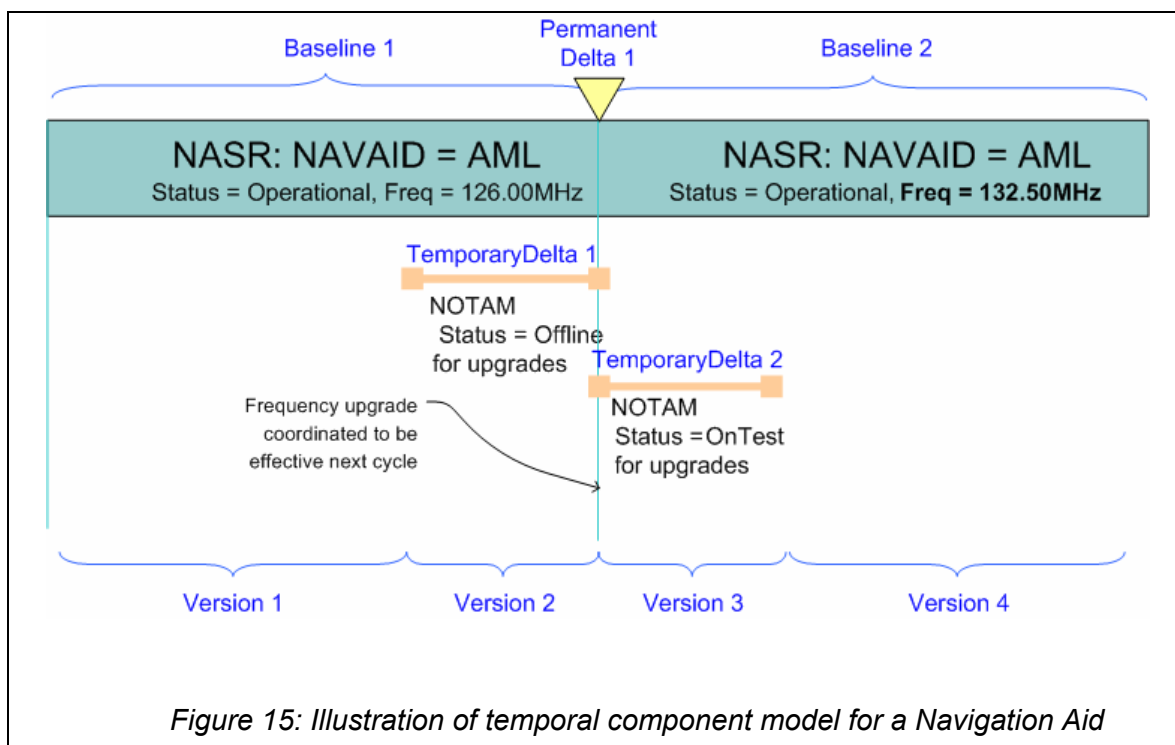 Baseline 1
Permanent
Delta 1
Baseline 2
NASR: NAVAID = AML
Status = Operational, Freq = 126.00MHz
NASR: NAVAID = AML
Status = Operational, Freq = 132.50MHz
TemporaryDelta 1
NOTAM
Status = Offline
for upgrades
TemporaryDelta 2
NOTAM
Status =OnTest
for upgrades
Frequency upgrade
coordinated to be
effective next cycle
Version 1
Version 2
Version 3
Version 4
Figure 15: Illustration of temporal component model for a Navigation Aid